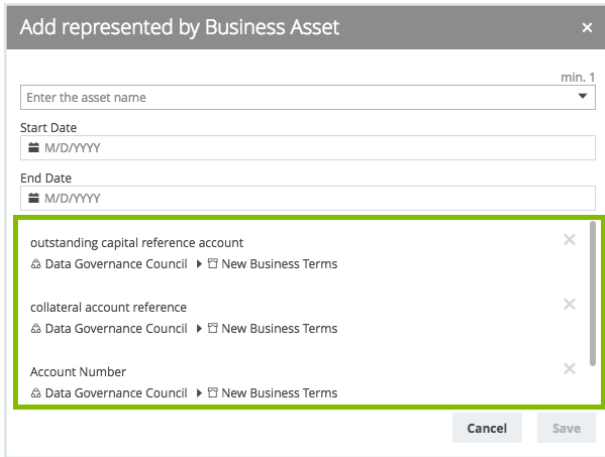 Add represented by Business Asset ×
min. 1
Enter the asset name
Start Date
M/D/YYYY
End Date
M/D/YYYY
outstanding capital reference account
Data Governance Council New Business Terms
collateral account reference
Data Governance Council New Business Terms
Account Number
Data Governance Council New Business Terms
Cancel Save